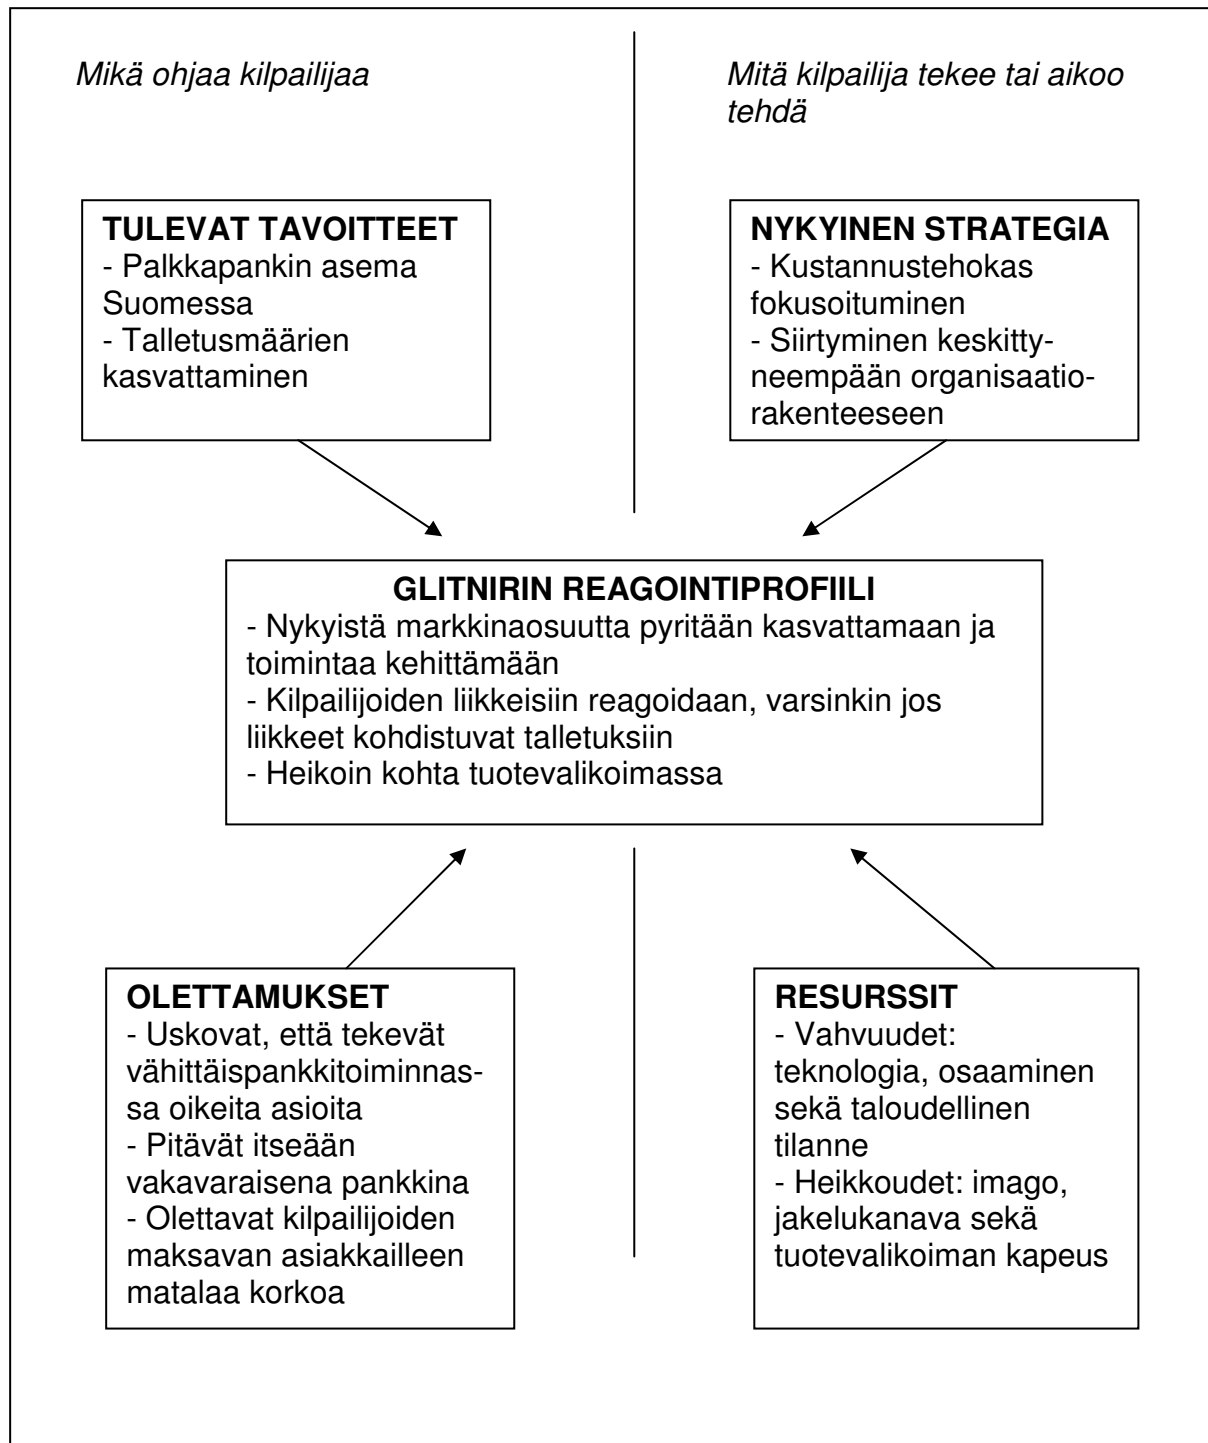 Mikä ohjaa kilpailijaa
Mitä kilpailija tekee tai aikoo
tehdä
TULEVAT TAVOITTEET
- Palkkapankin asema
Suomessa
- Talletusmäärien
kasvattaminen
NYKYINEN STRATEGIA
- Kustannustehokas
fokusoituminen
- Siirtyminen keskitty-
neempään organisaatio-
rakenteeseen
GLITNIRIN REAGOINTIPROFIILI
- Nykyistä markkinaosuutta pyritään kasvattamaan ja
toimintaa kehittämään
- Kilpailijoiden liikkeisiin reagoidaan, varsinkin jos
liikkeet kohdistuvat talletuksiin
- Heikoin kohta tuotevalikoimassa
OLETTAMUKSET
- Uskovat, että tekevät
vähittäispankkitoiminnas-
sa oikeita asioita
- Pitävät itseään
vakavaraisena pankkina
- Olettavat kilpailijoiden
maksavan asiakkailleen
matalaa korkoa
RESURSSIT
- Vahvuudet:
teknologia, osaaminen
sekä taloudellinen
tilanne
- Heikkoudet: imago,
jakelukanava sekä
tuotevalikoiman kapeus